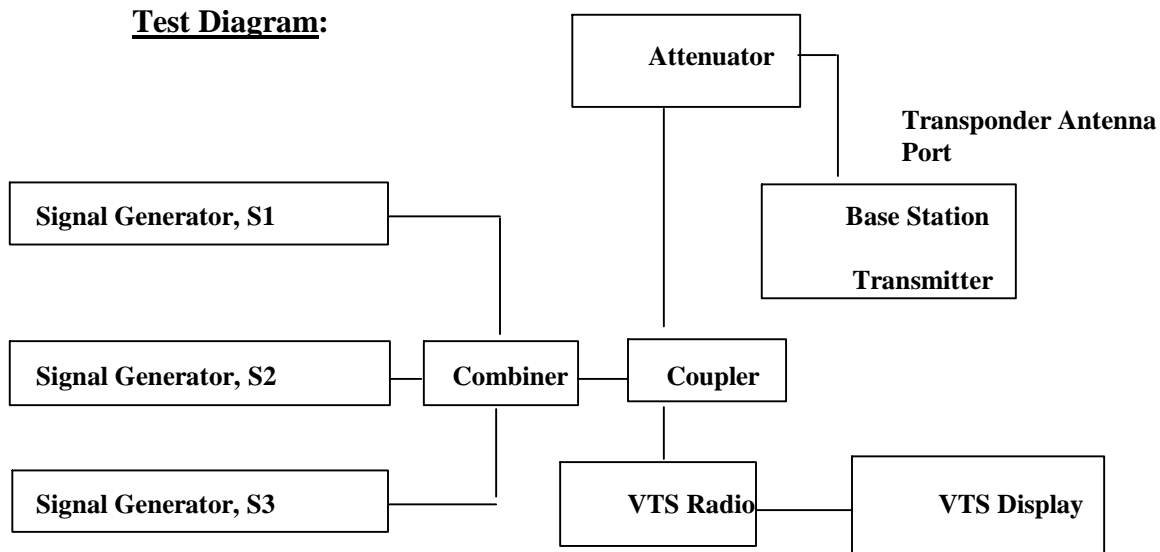 Test Diagram:
Attenuator
Transponder Antenna
Port
Signal Generator, S1
Base Station
Transmitter
Signal Generator, S2
Combiner
Coupler
Signal Generator, S3
VTS Radio
VTS Display